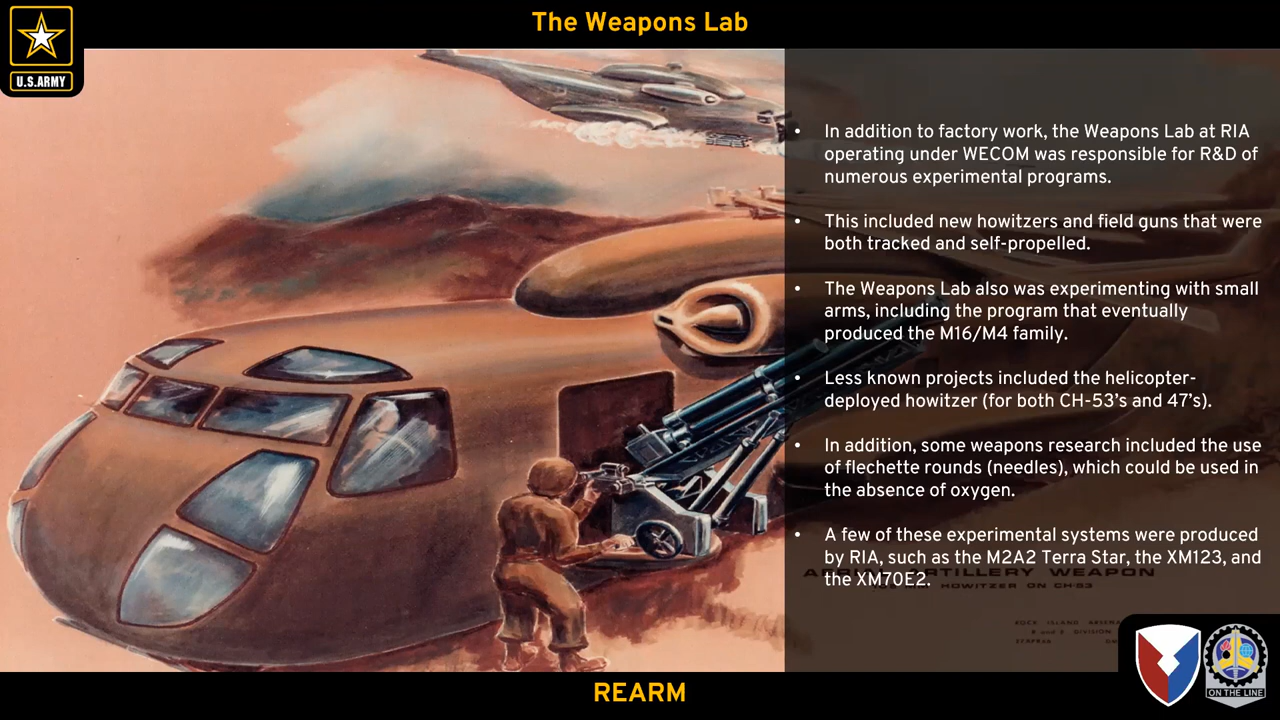 The Weapons Lab
U.S.ARMY
• In addition to factory work, the Weapons Lab at RIA
operating under WECOM was responsible for R&D of
numerous experimental programs.
• This included new howitzers and field guns that were
both tracked and self-propelled.
• The Weapons Lab also was experimenting with small
arms, including the program that eventually
produced the M16/M4 family.
• Less known projects included the helicopter-
deployed howitzer (for both CH-53’s and 47’s).
• In addition, some weapons research included the use
of flechette rounds (needles), which could be used in
the absence of oxygen.
• A few of these experimental systems were produced
by RIA, such as the M2A2 Terra Star, the XM123, and
the XM70E2.
ARTILLERY WEAPON
HOWITZER ON CH-53
ROCK ISLAND ARSENA
DIVISION
ON THE LINE
REARM